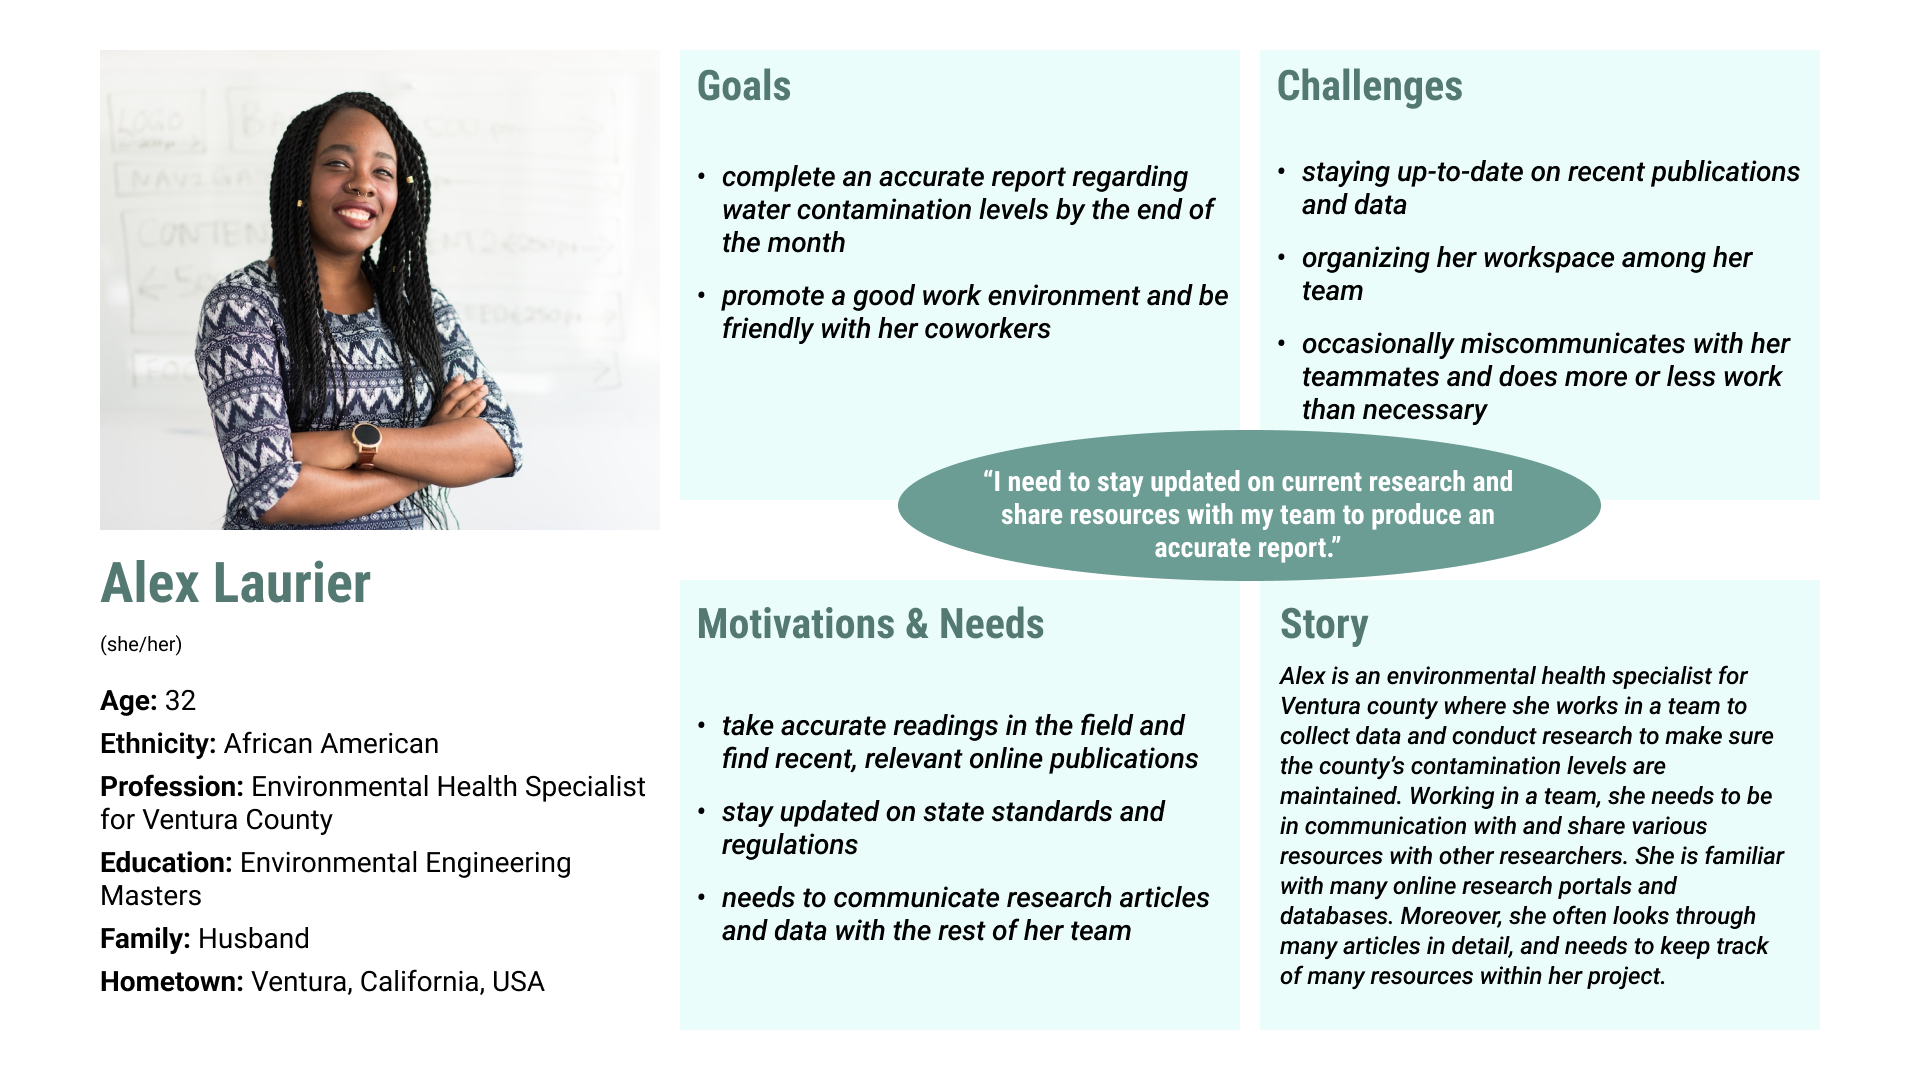 LOGO
Alex Laurier
(she/her)
Age: 32
Ethnicity: African American
Profession: Environmental Health Specialist
for Ventura County
Education: Environmental Engineering
Masters
Family: Husband
Hometown: Ventura, California, USA
Goals
• complete an accurate report regarding
water contamination levels by the end of
the month
• promote a good work environment and be
friendly with her coworkers
Challenges
• staying up-to-date on recent publications
and data
• organizing her workspace among her
team
• occasionally miscommunicates with her
teammates and does more or less work
than necessary
“I need to stay updated on current research and
share resources with my team to produce an
accurate report.”
Motivations & Needs
• take accurate readings in the field and
find recent, relevant online publications
• stay updated on state standards and
regulations
• needs to communicate research articles
and data with the rest of her team
Story
Alex is an environmental health specialist for
Ventura county where she works in a team to
collect data and conduct research to make sure
the county’s contamination levels are
maintained. Working in a team, she needs to be
in communication with and share various
resources with other researchers. She is familiar
with many online research portals and
databases. Moreover, she often looks through
many articles in detail, and needs to keep track
of many resources within her project.